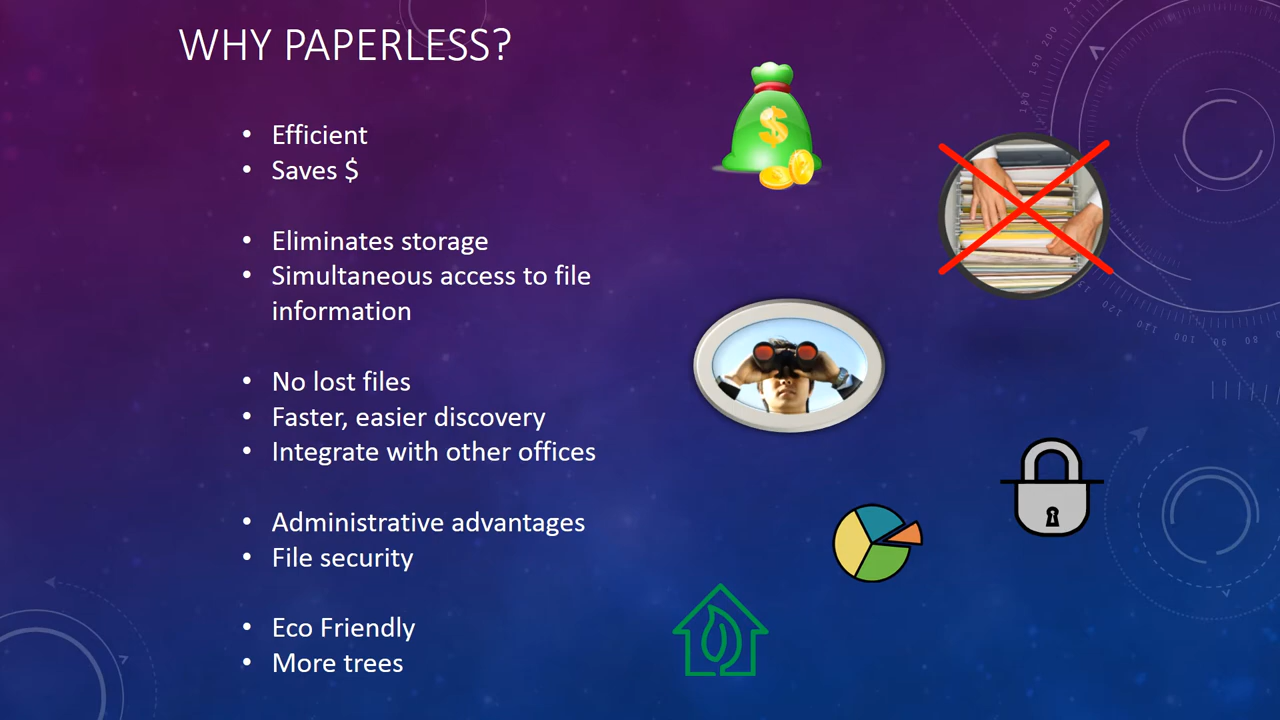 WHY PAPERLESS?
• Efficient
• Saves $
• Eliminates storage
• Simultaneous access to file
information
• No lost files
• Faster, easier discovery
• Integrate with other offices
• Administrative advantages
• File security
• Eco Friendly
• More trees
$